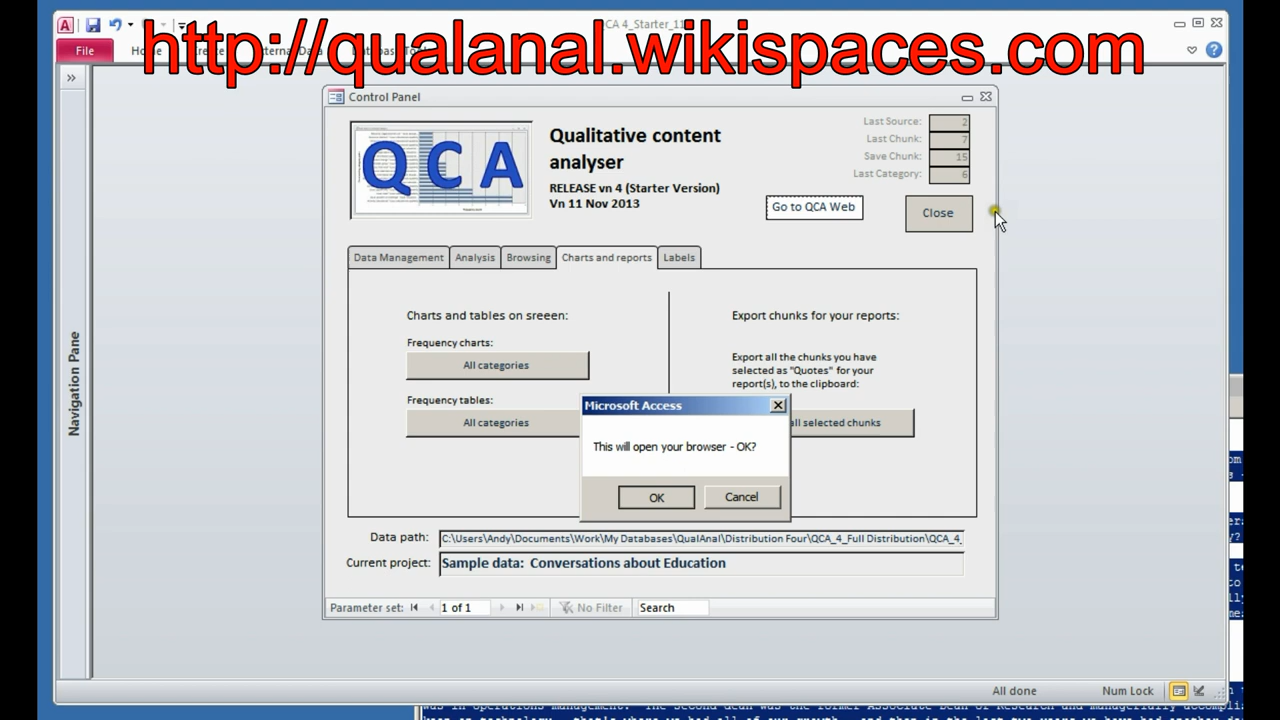 QCA 4_Starter_11
File
http://qualanal.wikispaces.com
Control Panel
QCA
Qualitative content
analyser
RELEASE vn 4 (Starter Version)
Vn 11 Nov 2013
Last Source: 2
Last Chunk: 7
Save Chunk: 15
Last Category: 6
Go to QCA Web
Close
Data Management
Analysis
Browsing
Charts and reports
Labels
Charts and tables on sreeen:
Export chunks for your reports:
Frequency charts:
All categories
Export all the chunks you have
selected as "Quotes" for your
report(s), to the clipboard:
Frequency tables:
All categories
all selected chunks
Microsoft Access
This will open your browser - OK?
OK
Cancel
Navigation Pane
Data path: C:\Users\Andy\Documents\Work\My Databases\QualAnal\Distribution Four\QCA_4_Full Distribution\QCA_4_
Current project: Sample data: Conversations about Education
Parameter set: 1 of 1 No Filter Search
All done
Num Lock